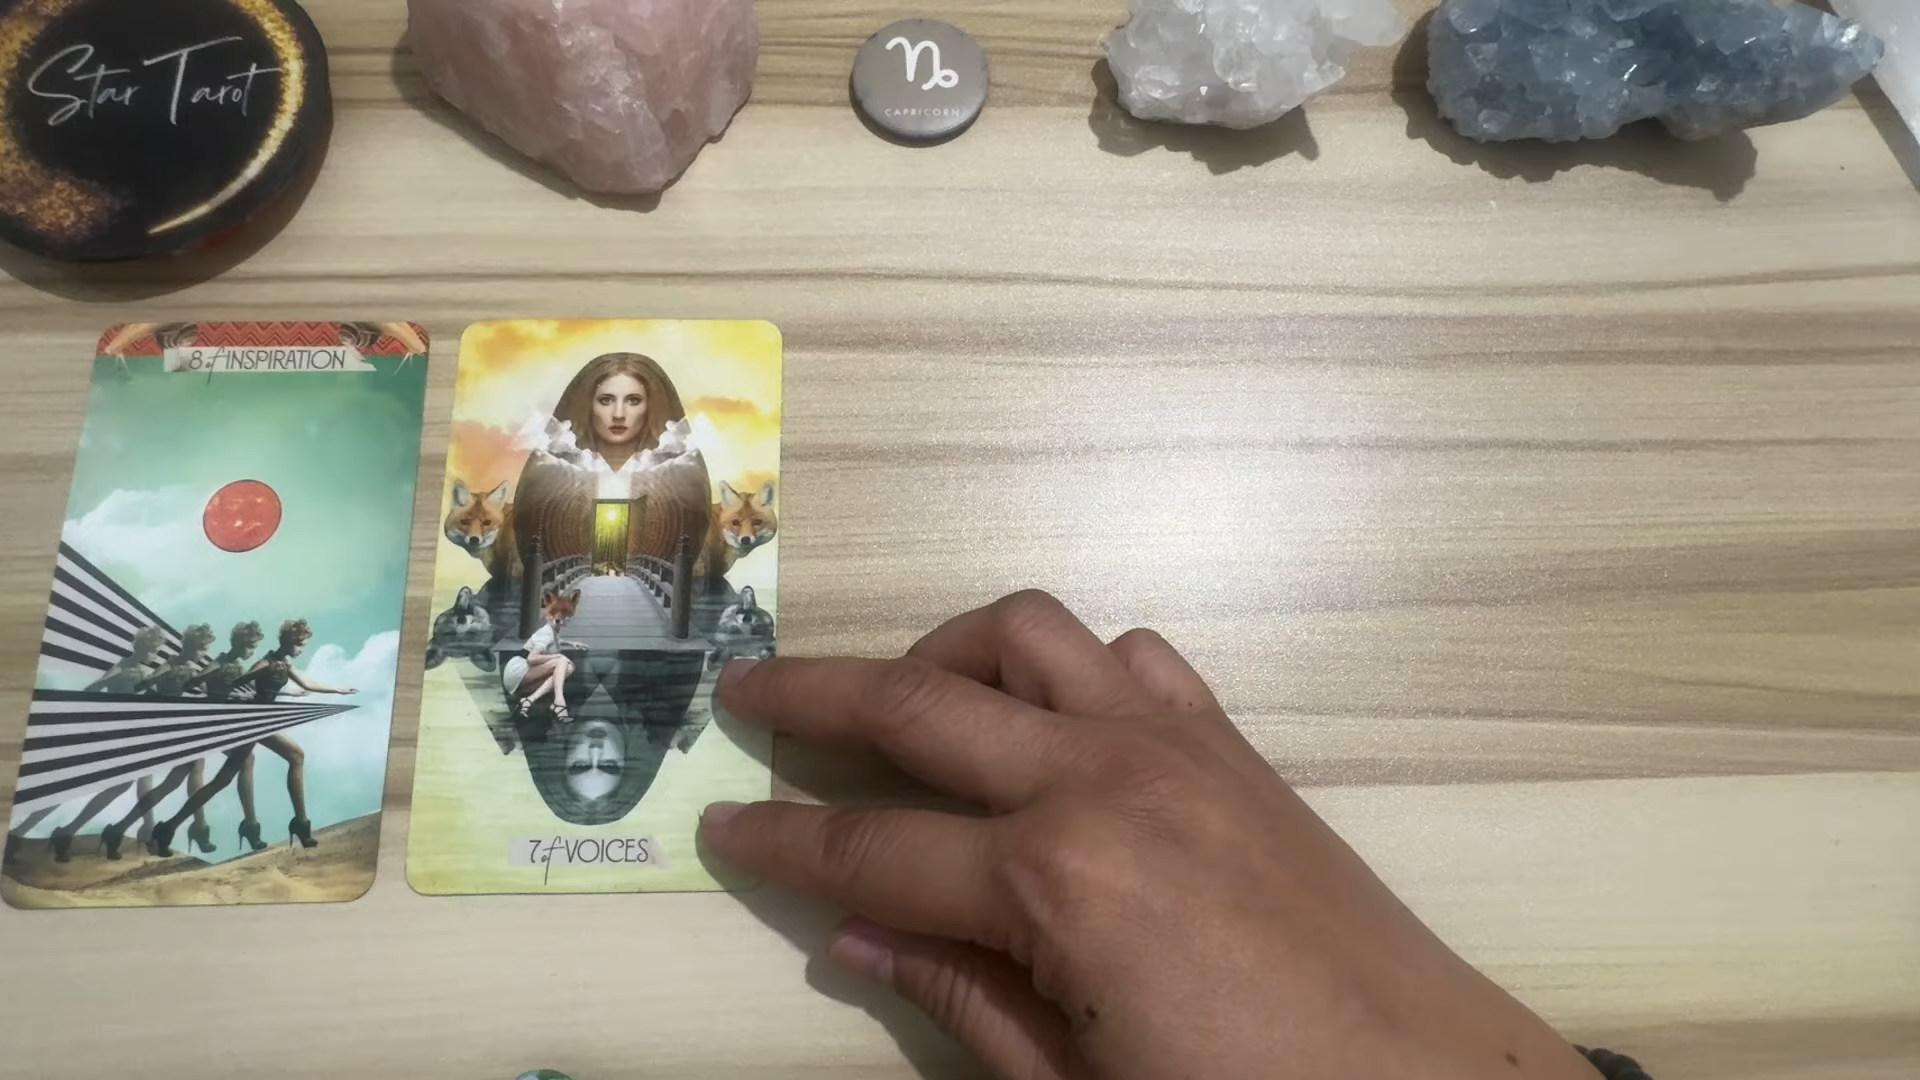 Star Tarot
CAPRICORN
8 of INSPIRATION
7 of VOICES